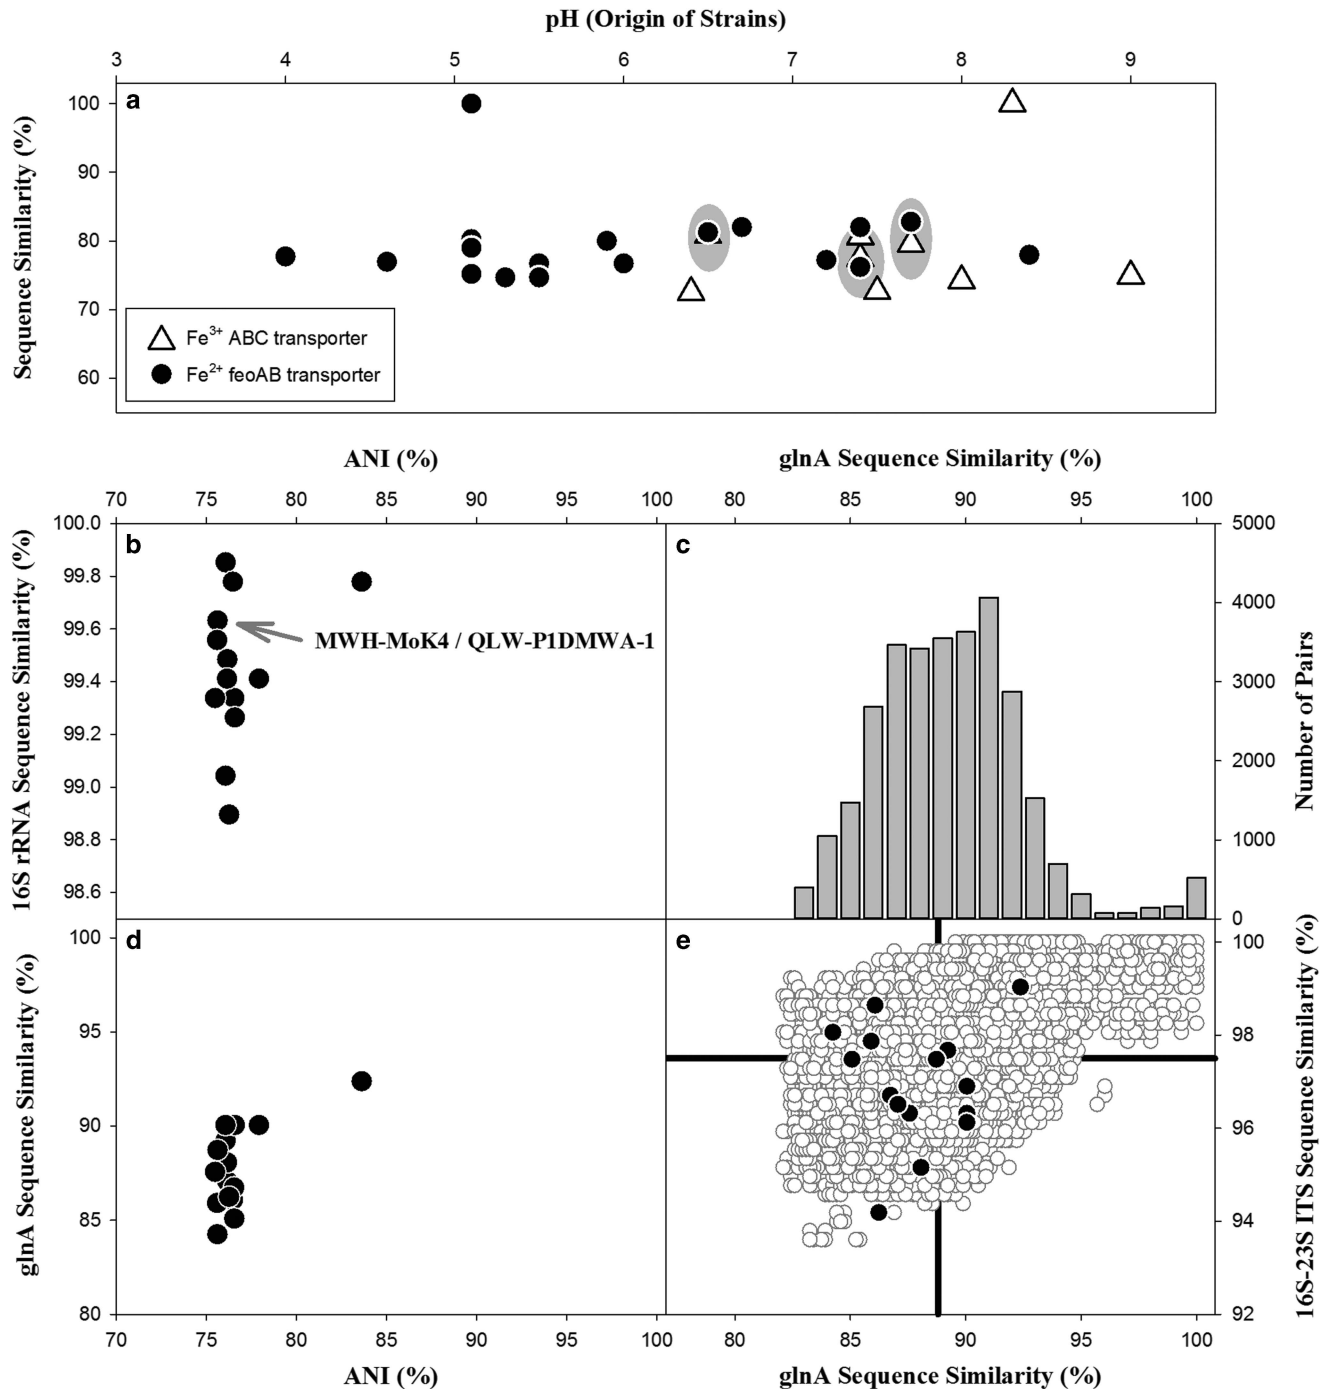 pH (Origin of Strains)
3 4 5 6 7 8 9
a
Sequence Similarity (%)
100
90
80
70
60
Fe³⁺ ABC transporter
Fe²⁺ feoAB transporter
ANI (%)
glnA Sequence Similarity (%)
70 75 80 85 90 95 100 80 85 90 95 100
b
16S rRNA Sequence Similarity (%)
100.0
99.8
99.6
99.4
99.2
99.0
98.8
98.6
MWH-MoK4 / QLW-P1DMWA-1
c
5000
4000
3000
2000
1000
0
Number of Pairs
d
glnA Sequence Similarity (%)
100
95
90
85
80
e
100
98
96
94
92
16S-23S ITS Sequence Similarity (%)
70 75 80 85 90 95 100 80 85 90 95 100
ANI (%)
glnA Sequence Similarity (%)